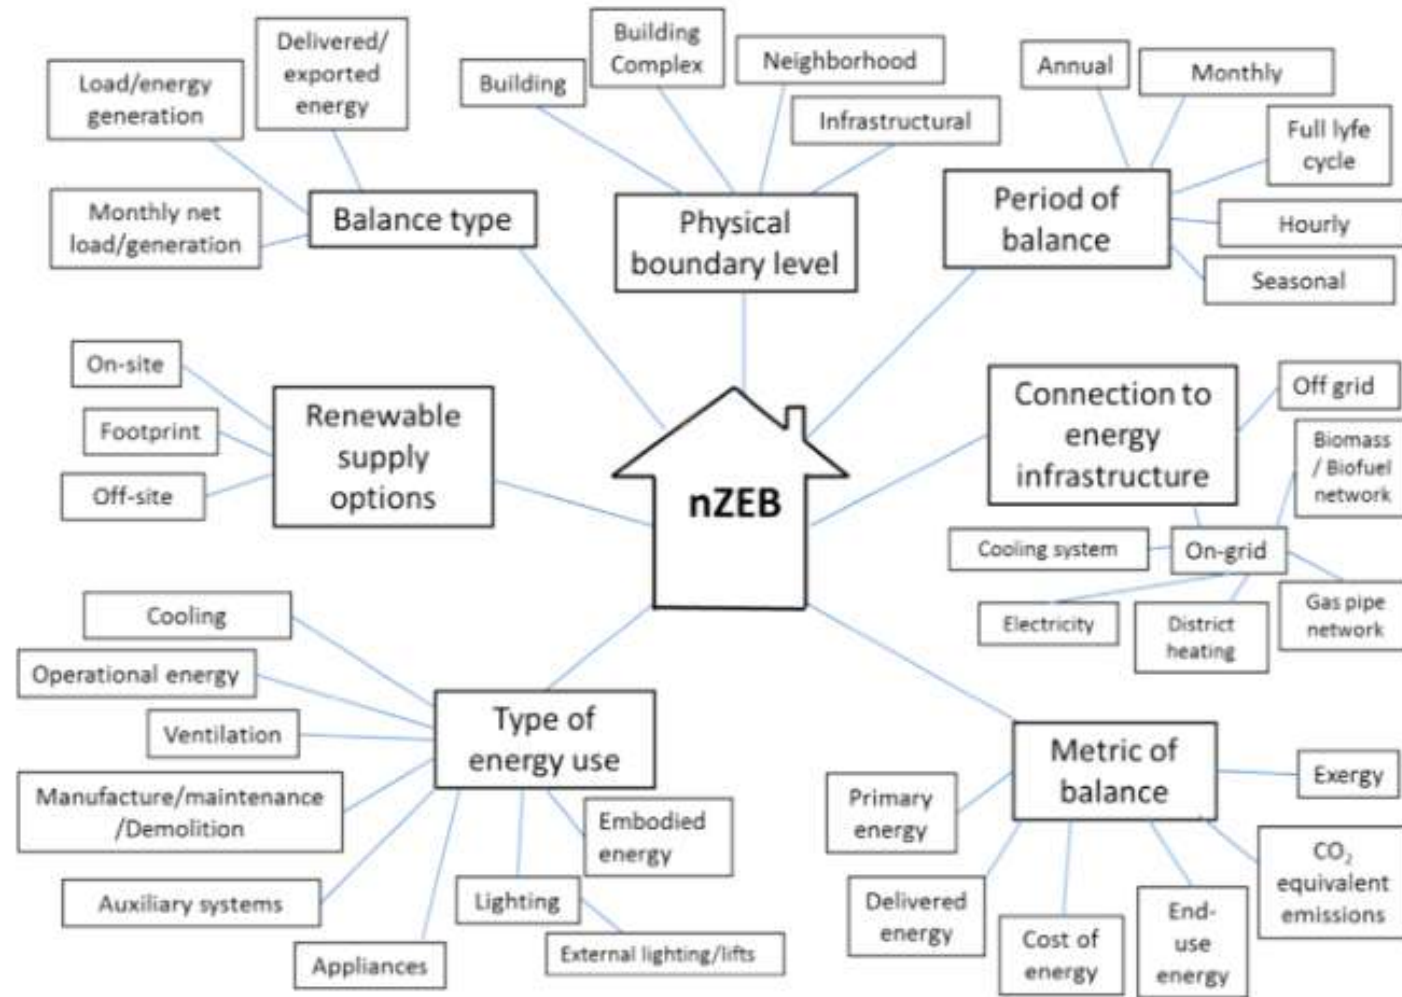 Delivered/
exported
energy
Load/energy
generation
Monthly net
load/generation
Balance type
Building
Building
Complex
Neighborhood
Infrastructural
Physical
boundary level
Annual
Monthly
Full lyfe
cycle
Hourly
Seasonal
Period of
balance
On-site
Footprint
Off-site
Renewable
supply
options
nZEB
Connection to
energy
infrastructure
Off grid
Biomass
/ Biofuel
network
On-grid
Cooling system
Electricity
District
heating
Gas pipe
network
Cooling
Operational energy
Ventilation
Manufacture/maintenance
/Demolition
Auxiliary systems
Appliances
Lighting
External lighting/lifts
Embodied
energy
Type of
energy use
Metric of
balance
Primary
energy
Delivered
energy
Cost of
energy
End-
use
energy
CO₂
equivalent
emissions
Exergy